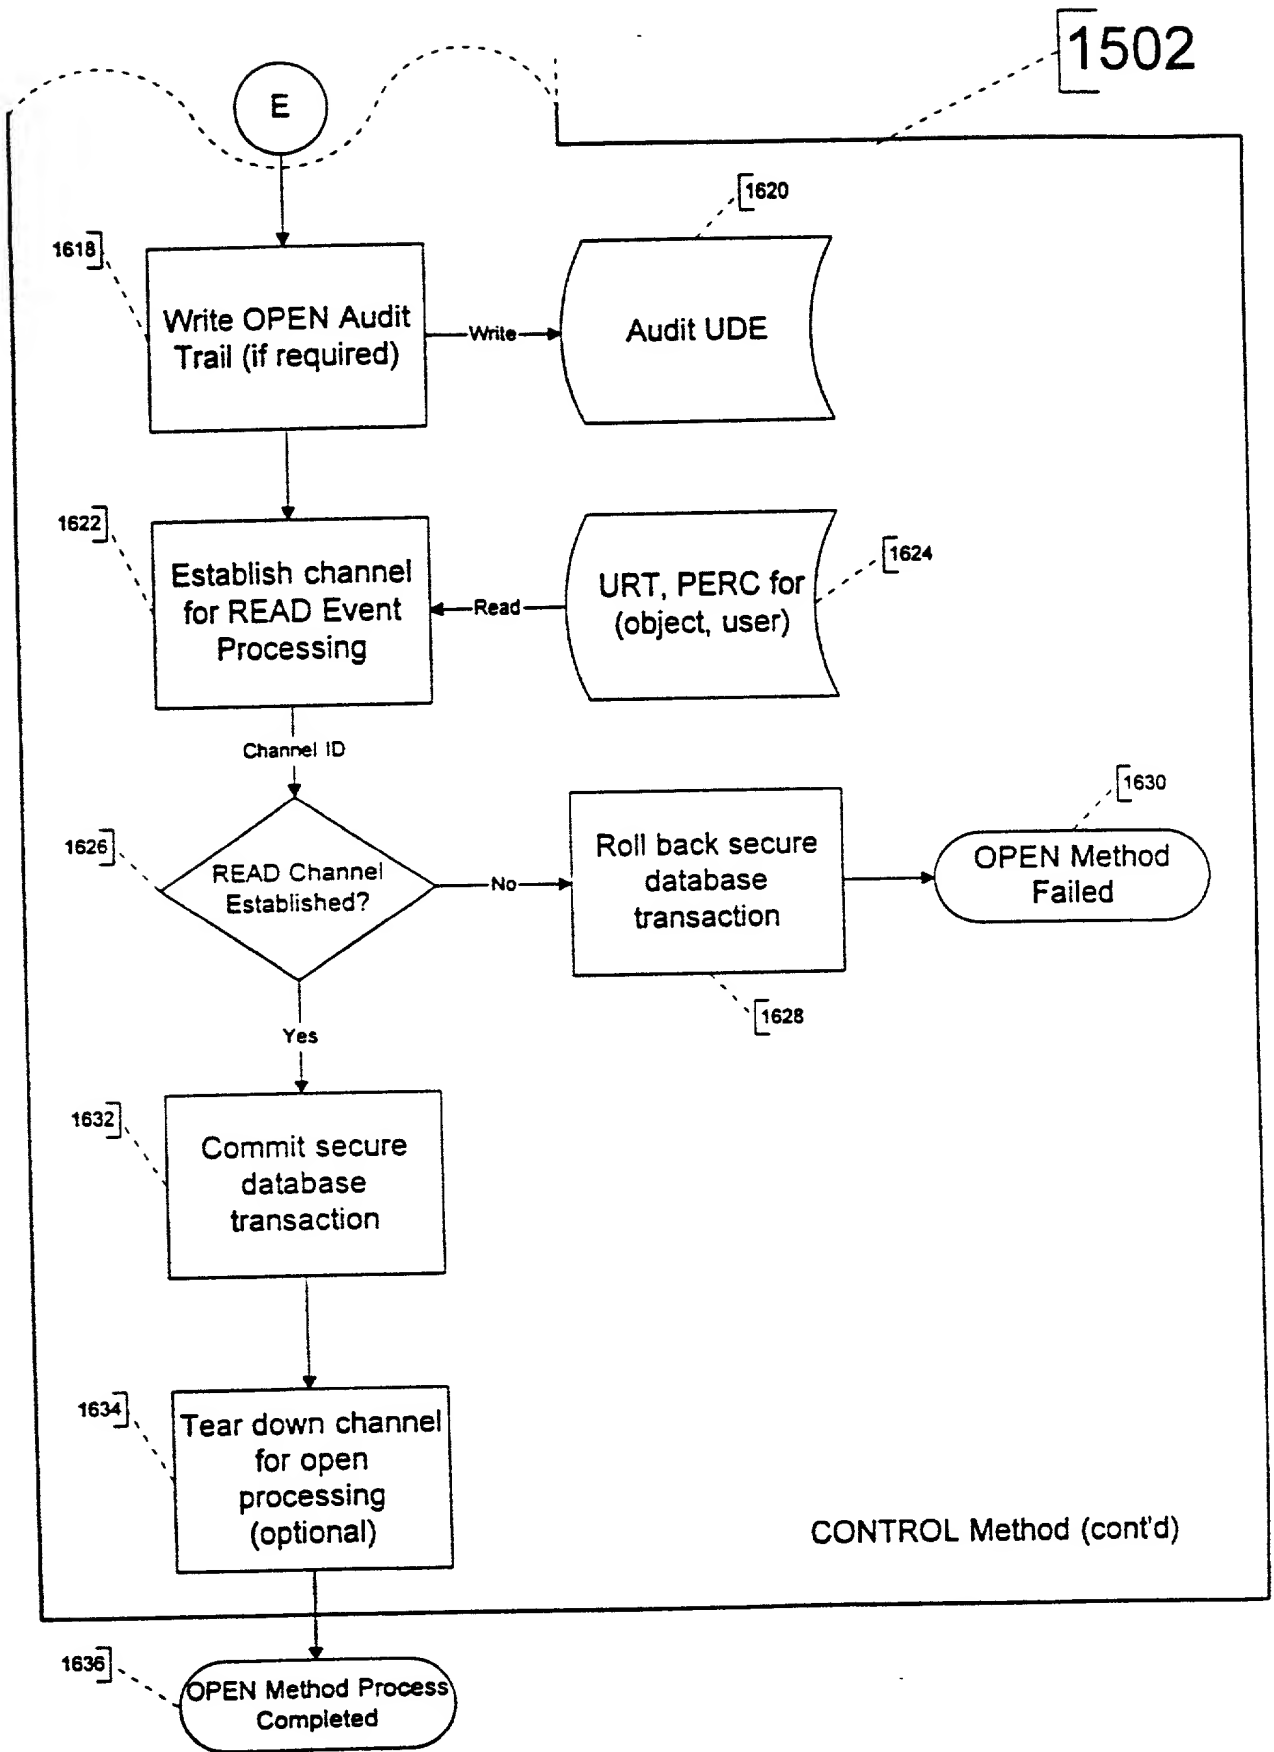 1502
E
1620
1618
Write OPEN Audit
Trail (if required)
Write
Audit UDE
1622
Establish channel
for READ Event
Processing
Read
URT, PERC for
(object, user)
1624
Channel ID
1630
1626
READ Channel
Established?
No
Roll back secure
database
transaction
OPEN Method
Failed
1628
Yes
1632
Commit secure
database
transaction
1634
Tear down channel
for open
processing
(optional)
CONTROL Method (cont'd)
1636
OPEN Method Process
Completed